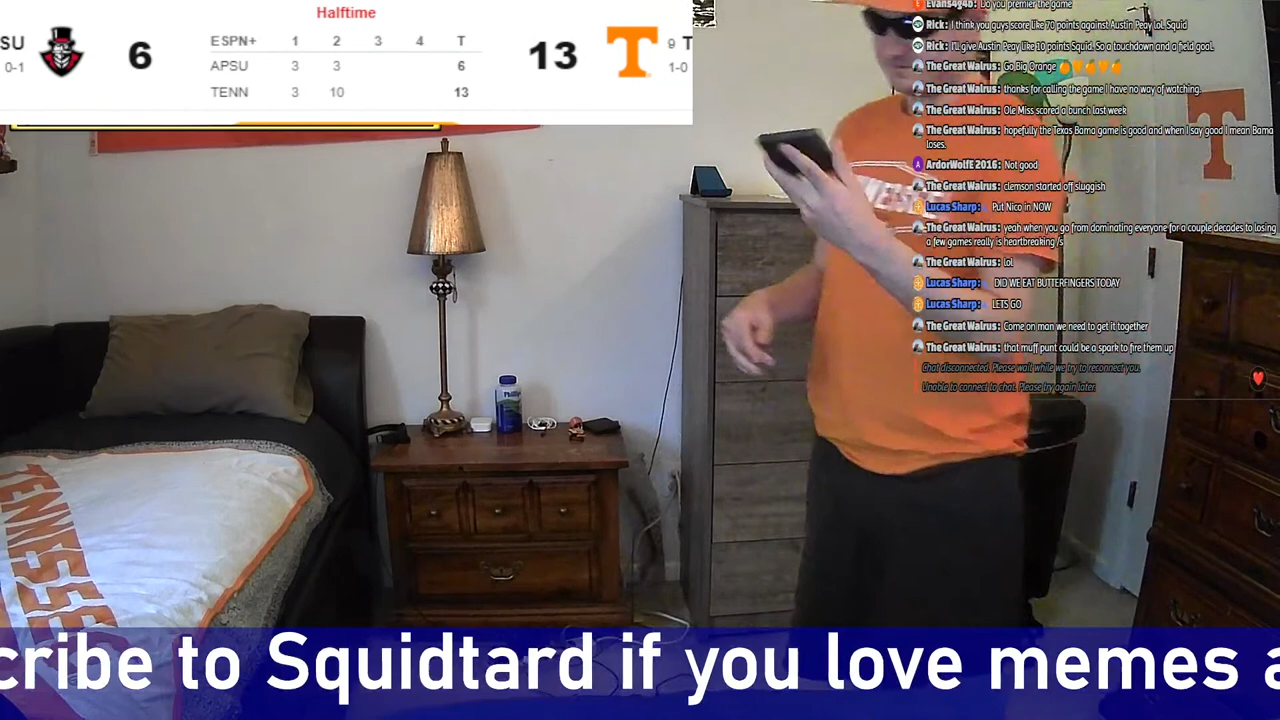 Halftime
SU
0-1
6
ESPN+ 1 2 3 4 T
APSU 3 3 6
TENN 3 10 13
13
T
9 T
1-0
Evans4g4b: Do you premier the game
Rick: I think you guys score like 70 points against Austin Peay lol. Squid
Rick: I'll give Austin Peay like 10 points Squid. So a touchdown and a field goal.
The Great Walrus: Go Big Orange
The Great Walrus: thanks for calling the game I have no way of watching.
The Great Walrus: Ole Miss scored a bunch last week
The Great Walrus: hopefully the Texas Bama game is good and when I say good I mean Bama
loses.
ArdorWolfE 2016: Not good
The Great Walrus: clemson started off sluggish
Lucas Sharp: Put Nico in NOW
The Great Walrus: yeah when you go from dominating everyone for a couple decades to losing
a few games really is heartbreaking /s
The Great Walrus: lol
Lucas Sharp: DID WE EAT BUTTERFINGERS TODAY
Lucas Sharp: LETS GO
The Great Walrus: Come on man we need to get it together
The Great Walrus: that muff punt could be a spark to fire them up
Chat disconnected. Please wait while we try to reconnect you.
Unable to connect to chat. Please try again later.
T
TENNESSEE
cribe to Squidtard if you love memes a